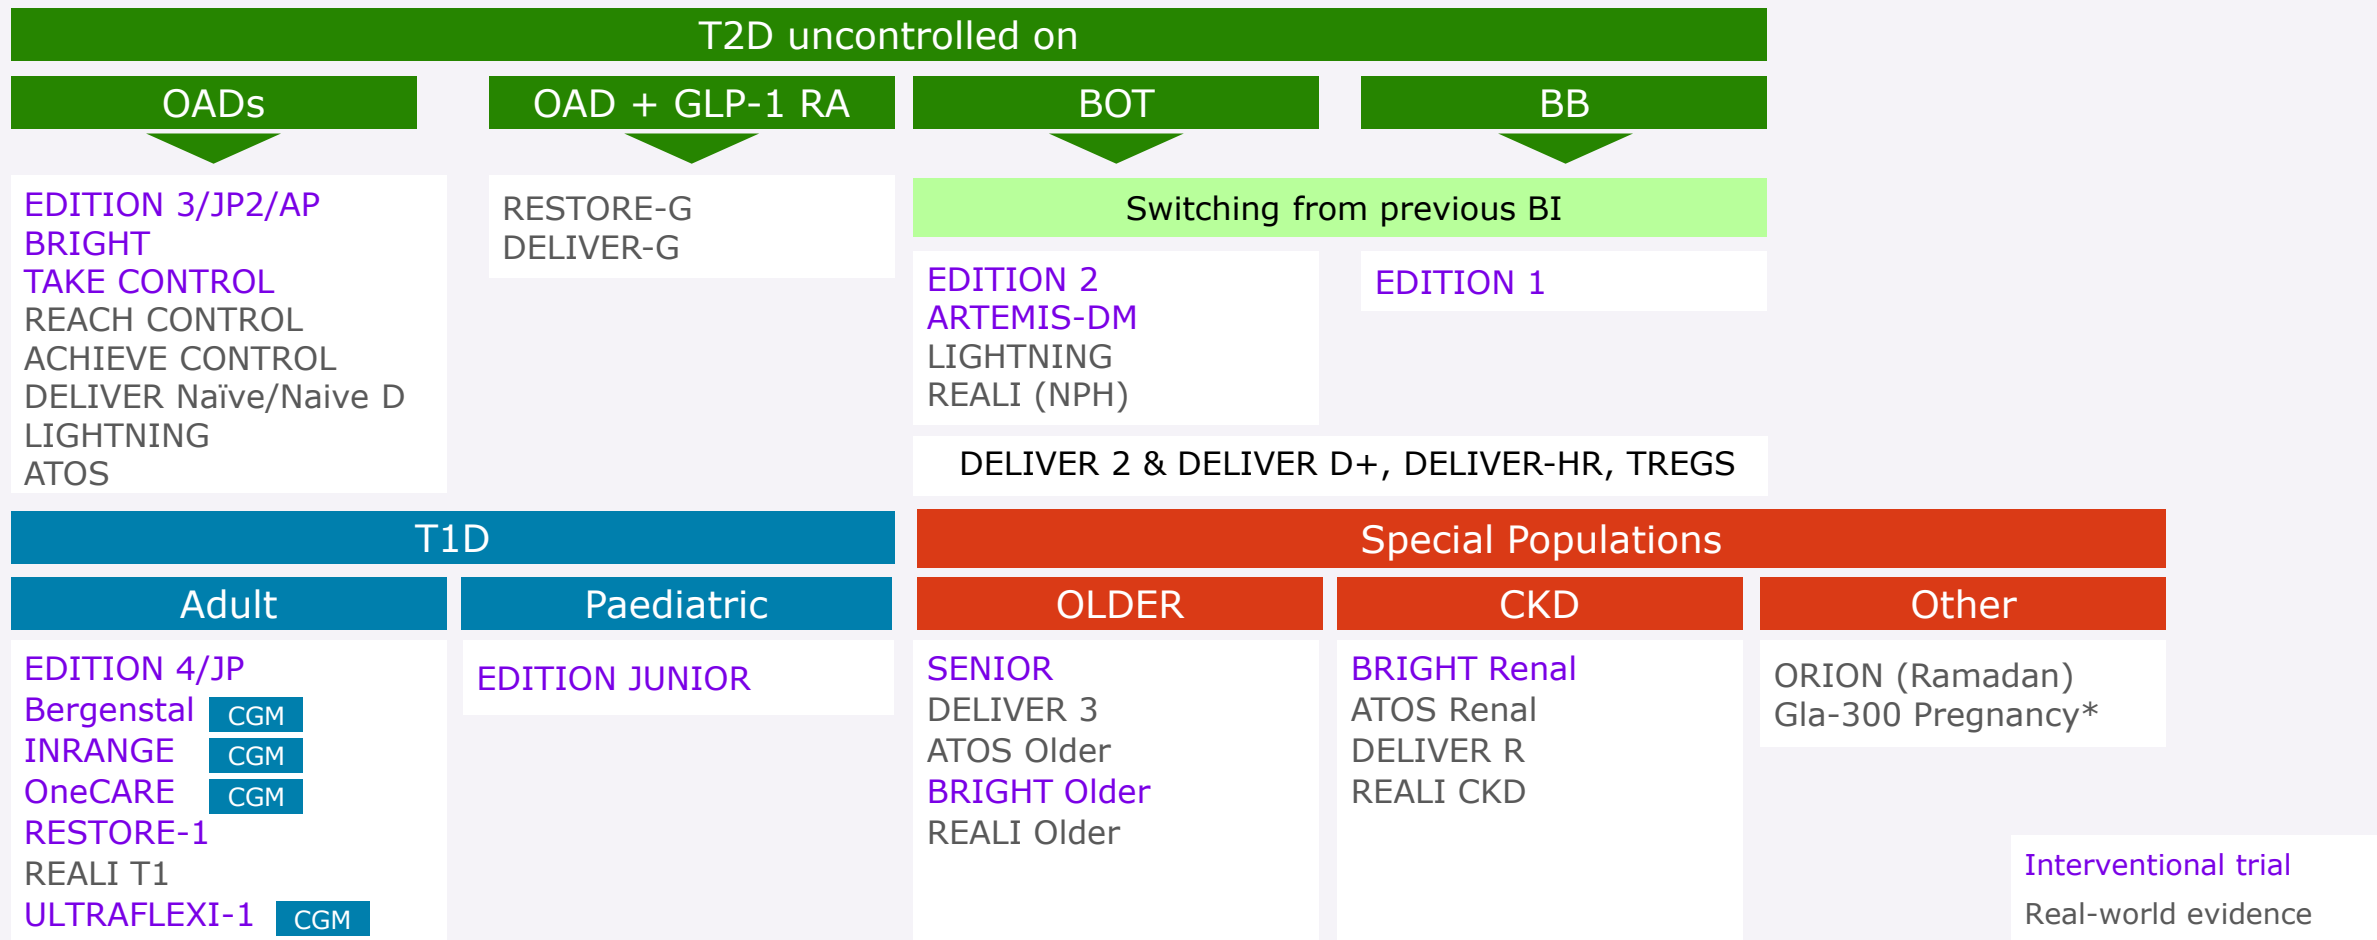 T2D uncontrolled on
OADs
OAD + GLP-1 RA
BOT
BB
EDITION 3/JP2/AP
BRIGHT
TAKE CONTROL
REACH CONTROL
ACHIEVE CONTROL
DELIVER Naïve/Naive D
LIGHTNING
ATOS
RESTORE-G
DELIVER-G
Switching from previous BI
EDITION 2
ARTEMIS-DM
LIGHTNING
REALI (NPH)
EDITION 1
DELIVER 2 & DELIVER D+, DELIVER-HR, TREGS
T1D
Adult
Paediatric
EDITION 4/JP
Bergenstal CGM
INRANGE CGM
OneCARE CGM
RESTORE-1
REALI T1
ULTRAFLEXI-1 CGM
EDITION JUNIOR
Special Populations
OLDER
CKD
Other
SENIOR
DELIVER 3
ATOS Older
BRIGHT Older
REALI Older
BRIGHT Renal
ATOS Renal
DELIVER R
REALI CKD
ORION (Ramadan)
Gla-300 Pregnancy*
Interventional trial
Real-world evidence